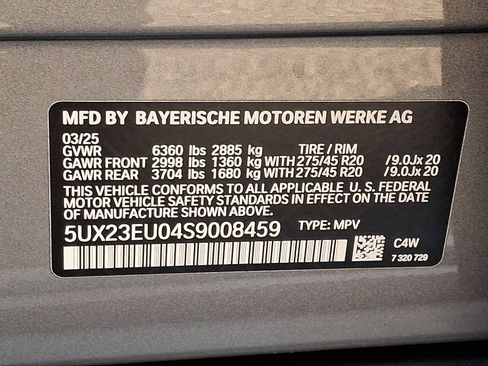 MFD BY BAYERISCHE MOTOREN WERKE AG
03/25
GVWR 6360 lbs 2885 kg TIRE / RIM
GAWR FRONT 2998 lbs 1360 kg WITH 275/45 R20 /9.0Jx 20
GAWR REAR 3704 lbs 1680 kg WITH 275/45 R20 /9.0Jx 20
THIS VEHICLE CONFORMS TO ALL APPLICABLE U. S. FEDERAL
MOTOR VEHICLE SAFETY STANDARDS IN EFFECT ON THE
DATE OF MANUFACTURE SHOWN ABOVE.
5UX23EU04S9008459 TYPE: MPV
C4W
7 320 729